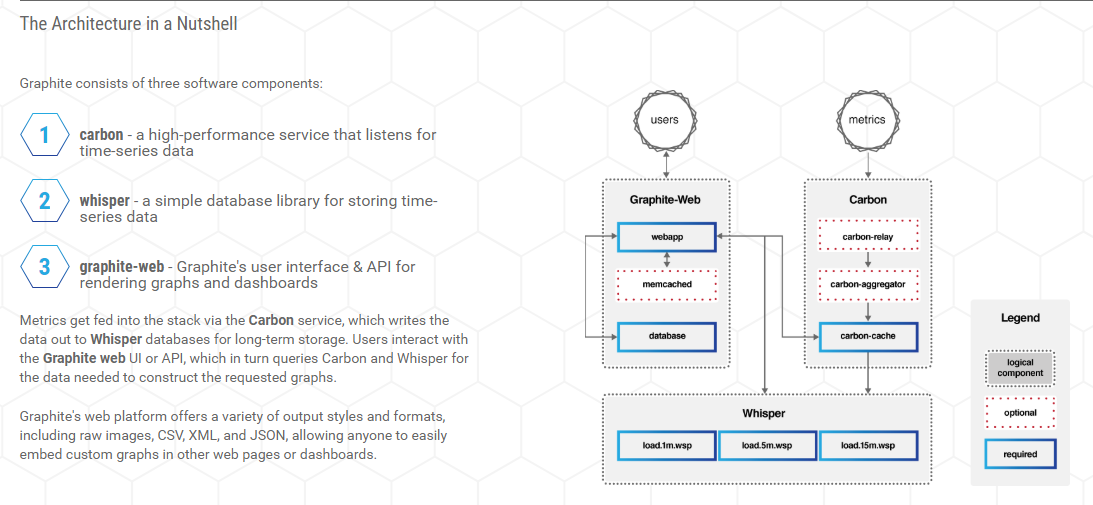 The Architecture in a Nutshell
Graphite consists of three software components:
1
carbon - a high-performance service that listens for
time-series data
2
whisper - a simple database library for storing time-
series data
3
graphite-web - Graphite's user interface & API for
rendering graphs and dashboards
Metrics get fed into the stack via the Carbon service, which writes the
data out to Whisper databases for long-term storage. Users interact with
the Graphite web UI or API, which in turn queries Carbon and Whisper for
the data needed to construct the requested graphs.
Graphite's web platform offers a variety of output styles and formats,
including raw images, CSV, XML, and JSON, allowing anyone to easily
embed custom graphs in other web pages or dashboards.
users
metrics
Graphite-Web
webapp
memcached
database
Carbon
carbon-relay
carbon-aggregator
carbon-cache
Whisper
load.1m.wsp
load.5m.wsp
load.15m.wsp
Legend
logical
component
optional
required